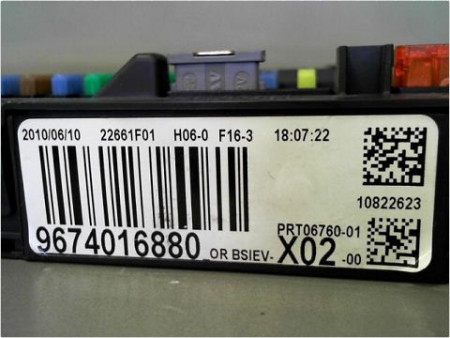 2010/06/10 22661F01 H06-0 F16-3 18:07:22
10822623
PRT06760-01
9674016880 OR BSIEV- X02 -00